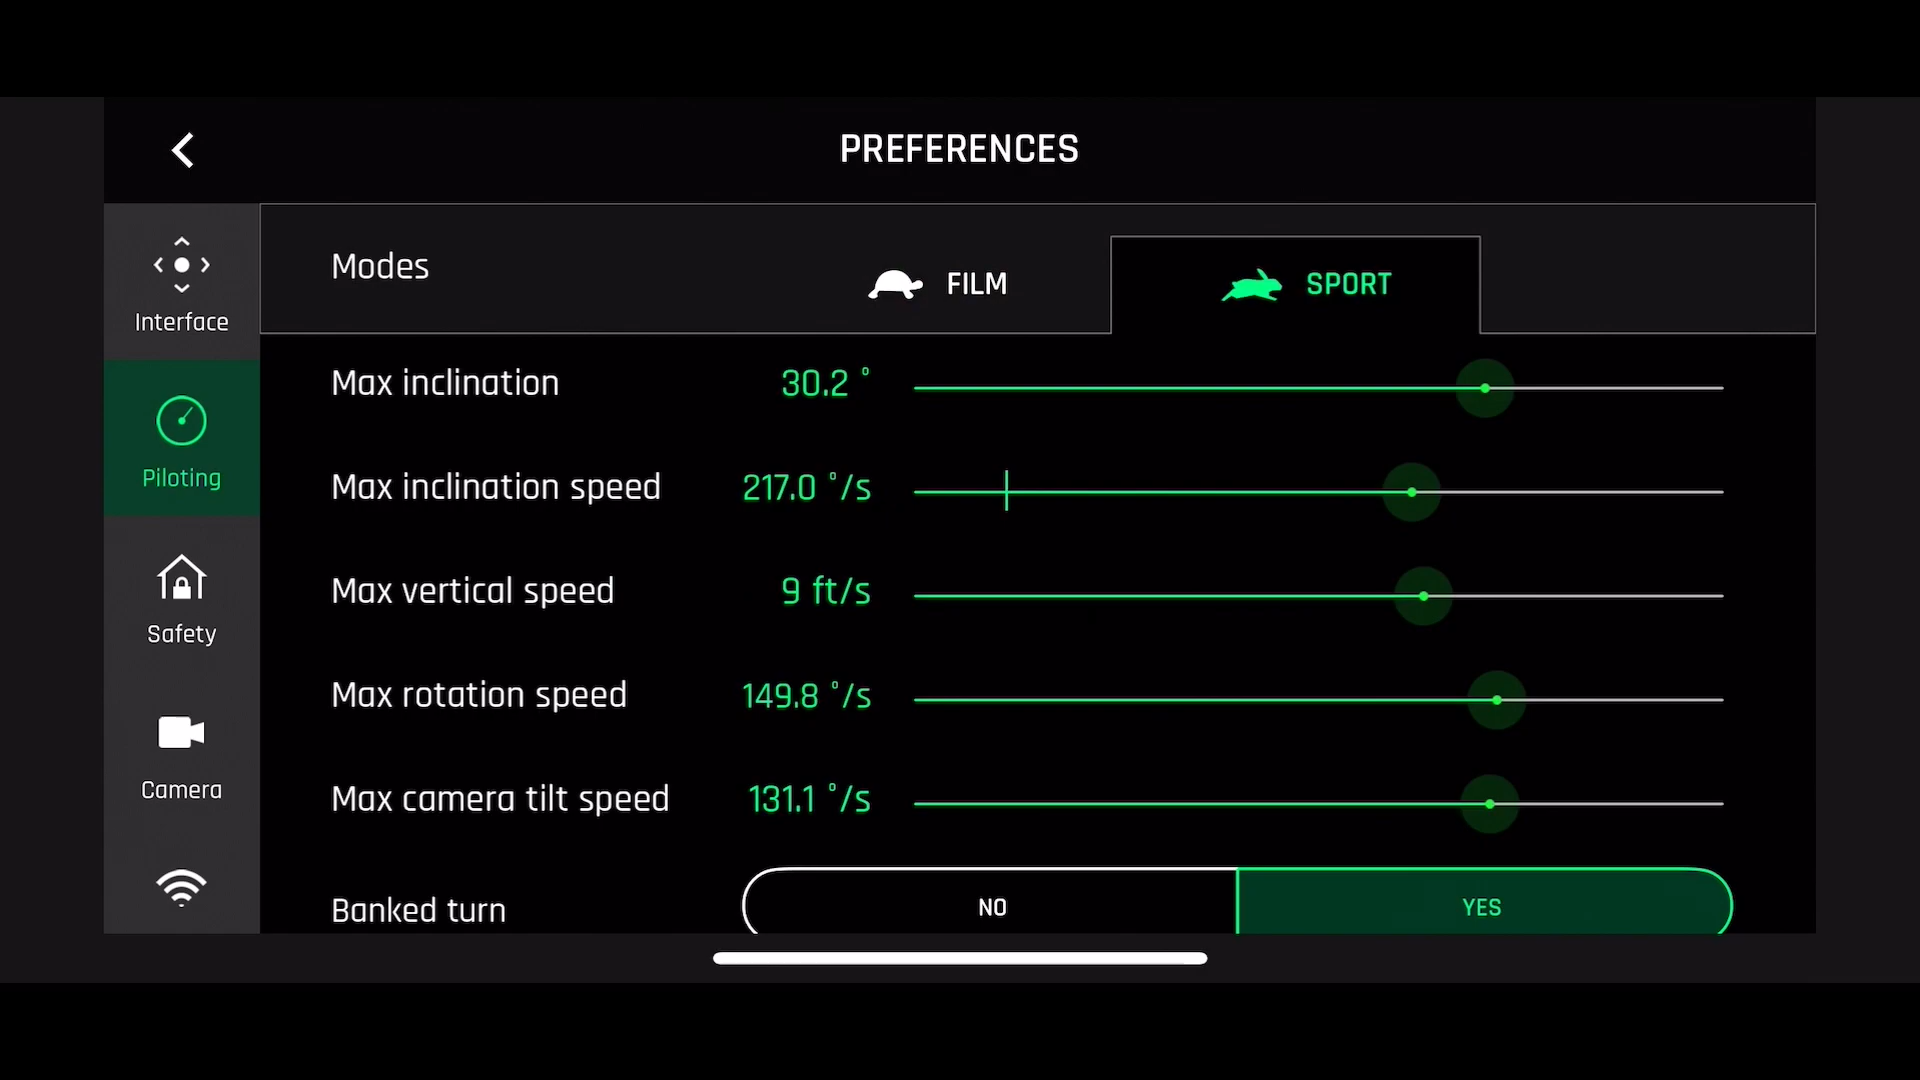 PREFERENCES
Modes
FILM
SPORT
Interface
Max inclination
30.2 °
Piloting
Max inclination speed
217.0 °/s
Max vertical speed
9 ft/s
Safety
Max rotation speed
149.8 °/s
Camera
Max camera tilt speed
131.1 °/s
Banked turn
NO
YES